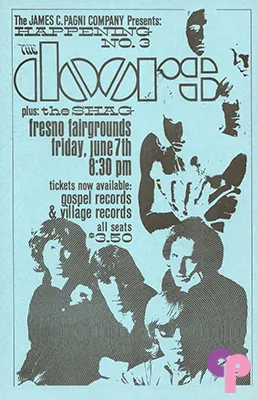 The JAMES C. PAGNI COMPANY Presents:
HAPPENING
NO. 3
THE
doors
plus: the SHAG
fresno fairgrounds
friday, june 7th
8:30 pm
tickets now available:
gospel records
& village records
all seats
$3.50
cp